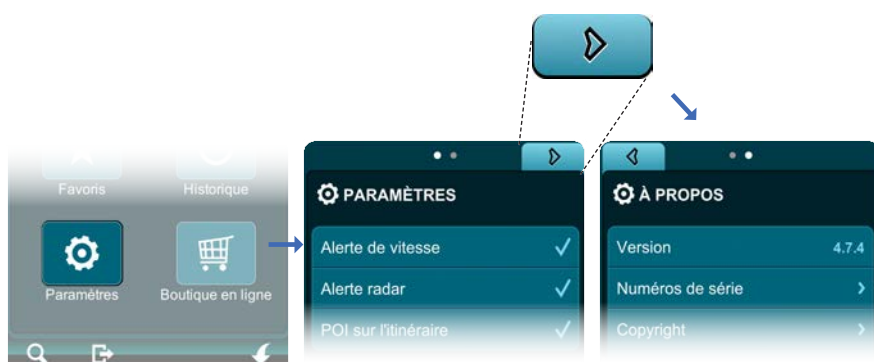 Favoris
Historique
Paramètres
Boutique en ligne
PARAMÈTRES
Alerte de vitesse
Alerte radar
POI sur l'itinéraire
À PROPOS
Version 4.7.4
Numéros de série
Copyright